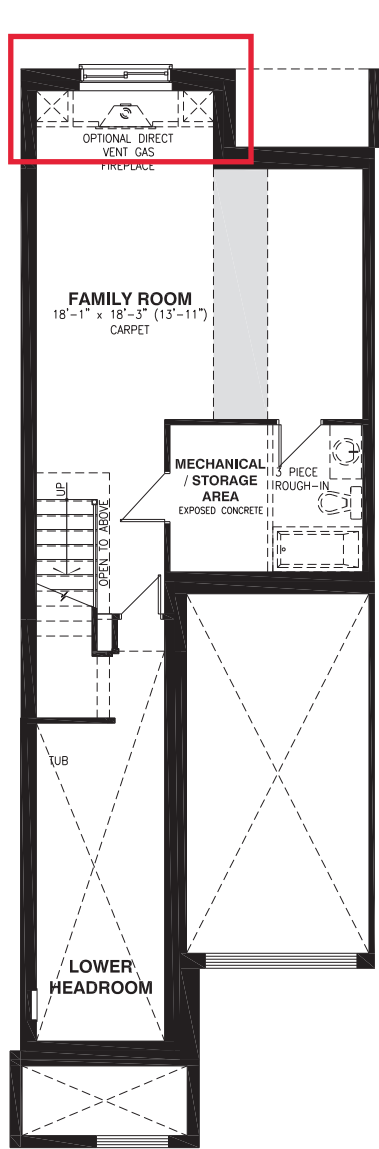 OPTIONAL DIRECT
VENT GAS
FIREPLACE
FAMILY ROOM
18'-1" x 18'-3" (13'-11")
CARPET
MECHANICAL
/ STORAGE
AREA
EXPOSED CONCRETE
3 PIECE
ROUGH-IN
UP
OPEN TO ABOVE
TUB
LOWER
HEADROOM